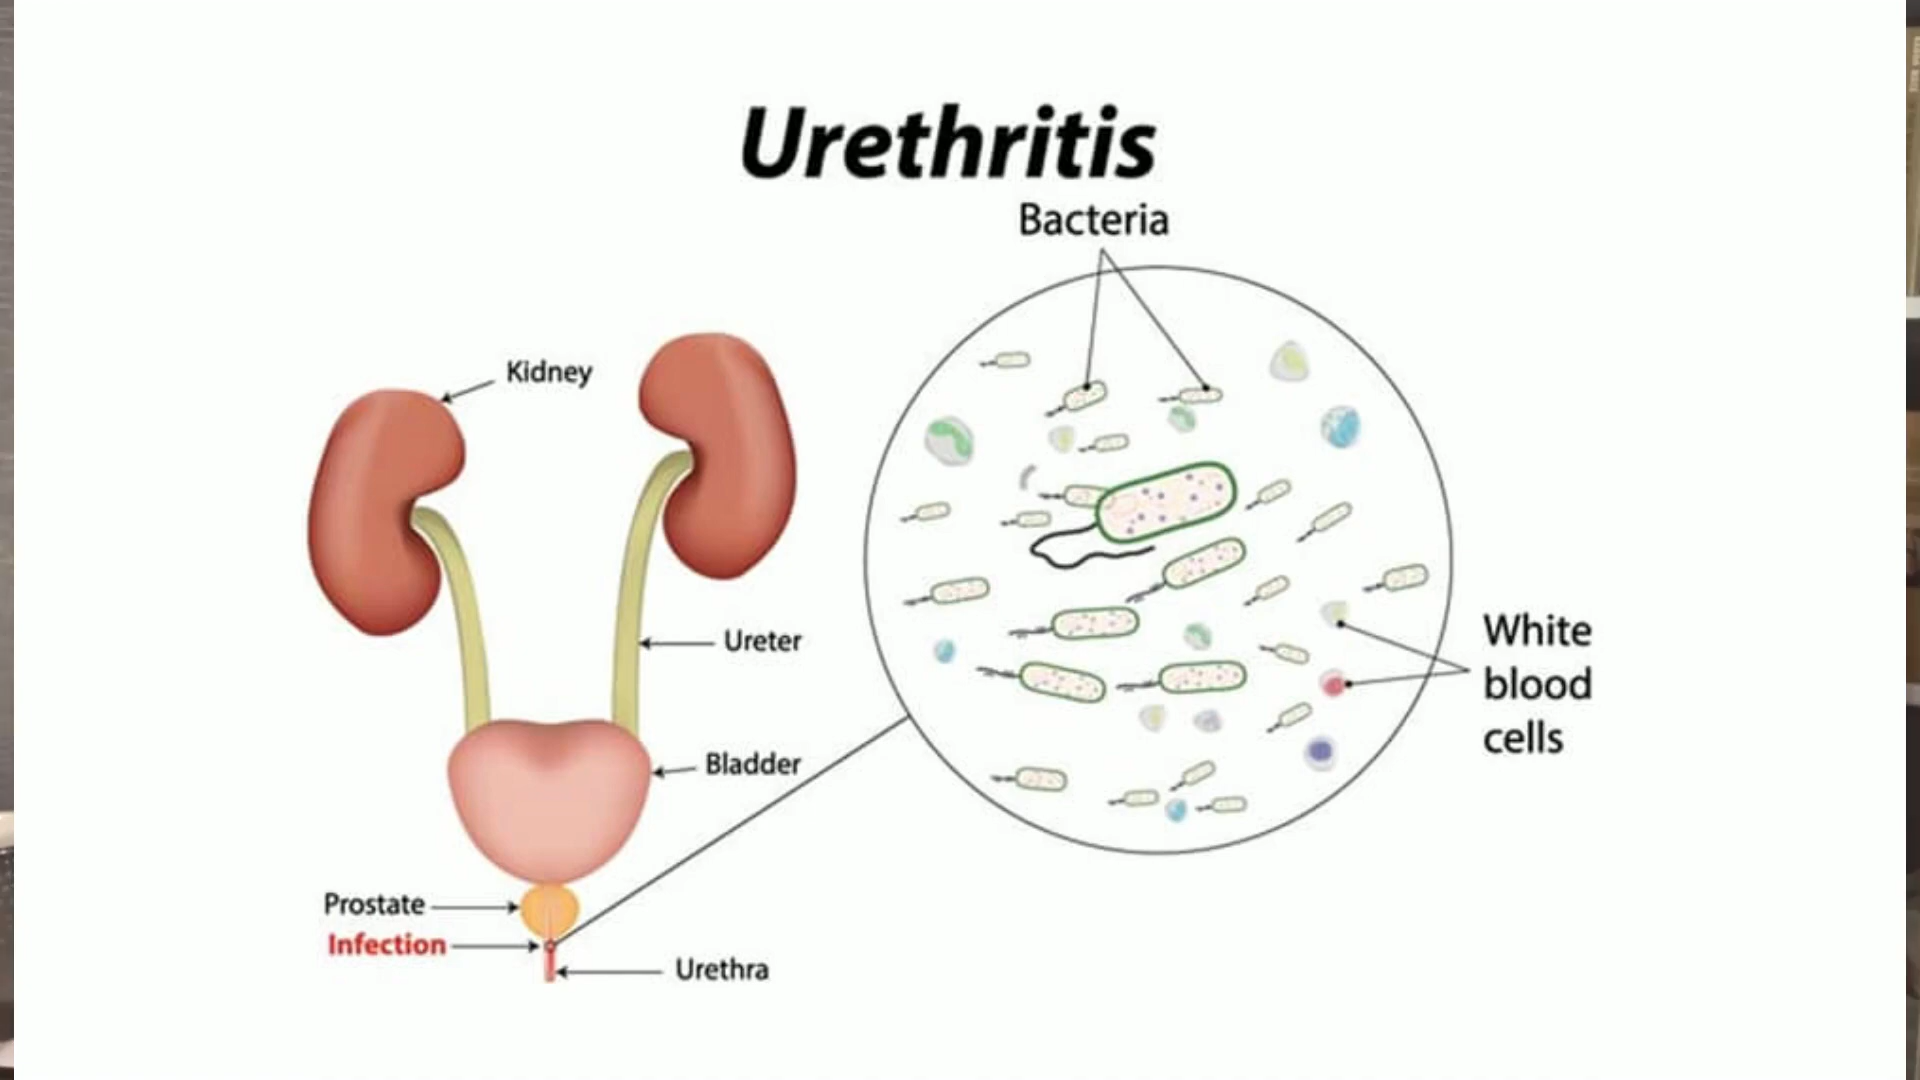 Urethritis
Bacteria
Kidney
Ureter
White
blood
cells
Bladder
Prostate
Infection
Urethra